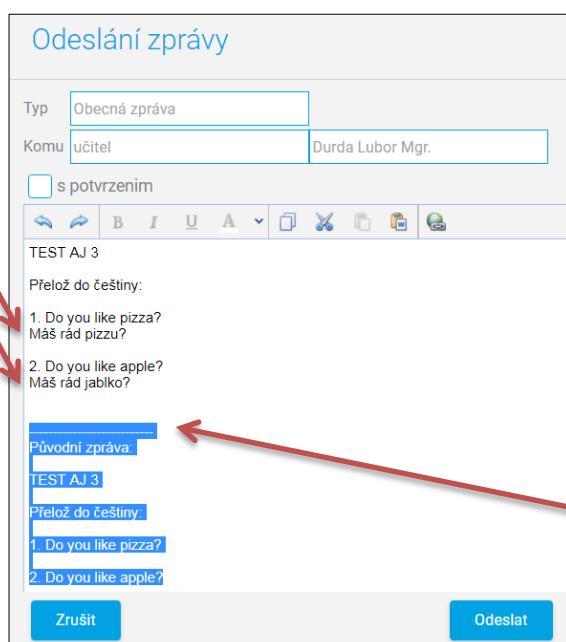 Odeslání zprávy
Typ Obecná zpráva
Komu učitel Durda Lubor Mgr.
s potvrzenim
B I U A
TEST AJ 3
Přelož do češtiny:
1. Do you like pizza?
Máš rád pizzu?
2. Do you like apple?
Máš rád jablko?
------------------------------
Původní zpráva:
TEST AJ 3
Přelož do češtiny:
1. Do you like pizza?
2. Do you like apple?
Zrušit Odeslat